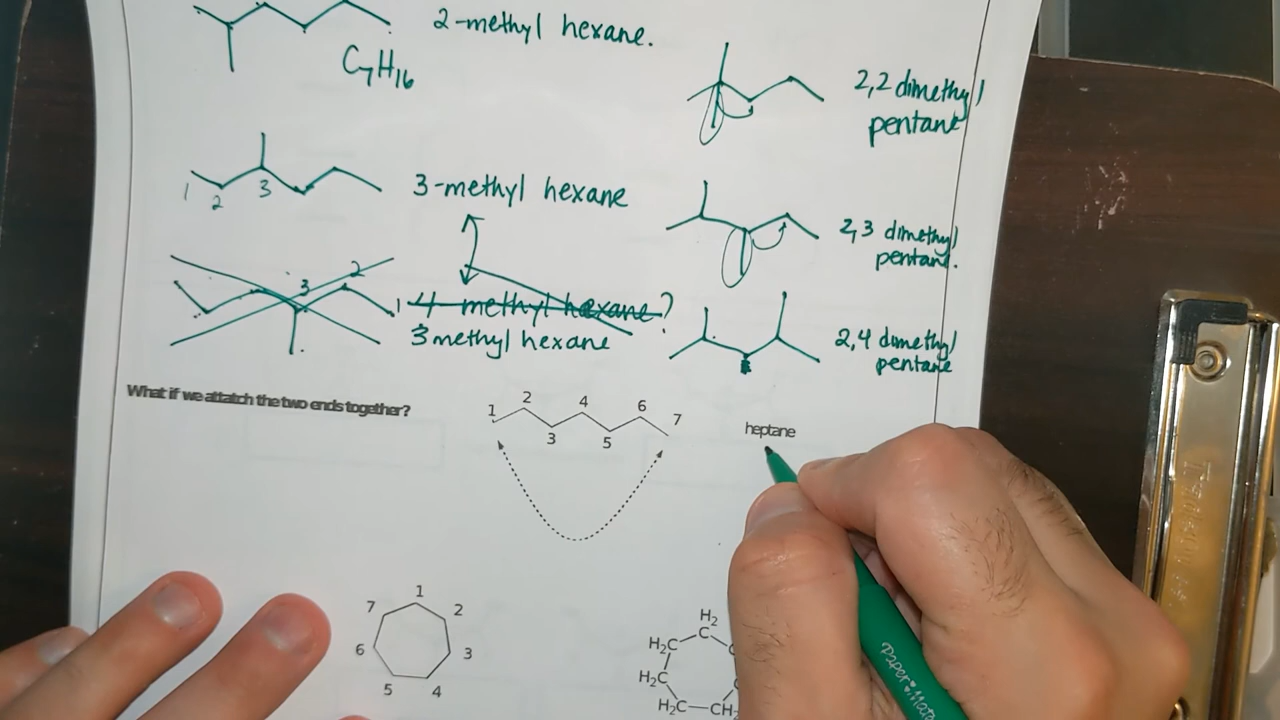 2-methyl hexane.
C7H16
2,2 dimethyl
pentane
1 2 3
3-methyl hexane
2,3 dimethyl
pentane.
3 2 1
4 methyl hexane?
3 methyl hexane
2,4 dimethyl
pentane
What if we attatch the two ends together?
1 2 3 4 5 6 7
heptane
1
7 2
6 3
5 4
H2
C
H2C
H2C
H2C—CH2
Paper Mate